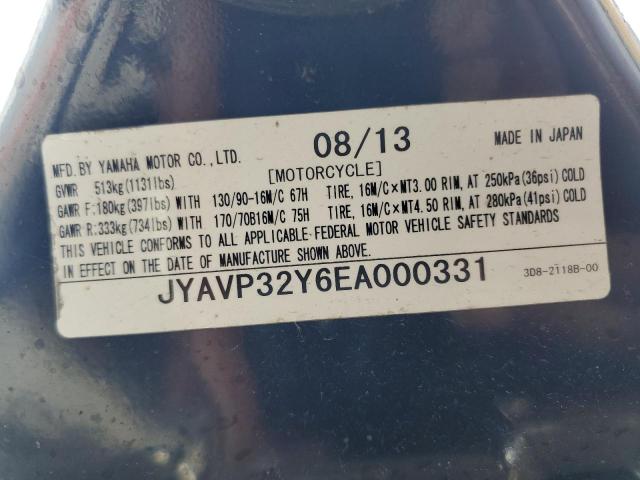 MFD.BY YAMAHA MOTOR CO.,LTD. 08/13 MADE IN JAPAN
GVWR 513kg(1131lbs) [MOTORCYCLE]
GAWR F:180kg(397lbs) WITH 130/90-16M/C 67H TIRE, 16M/C×MT3.00 RIM, AT 250kPa(36psi) COLD
GAWR R:333kg(734lbs) WITH 170/70B16M/C 75H TIRE, 16M/C×MT4.50 RIM, AT 280kPa(41psi) COLD
THIS VEHICLE CONFORMS TO ALL APPLICABLE FEDERAL MOTOR VEHICLE SAFETY STANDARDS
IN EFFECT ON THE DATE OF MANUFACTURE SHOWN ABOVE.
JYAVP32Y6EA000331 3D8-2118B-00